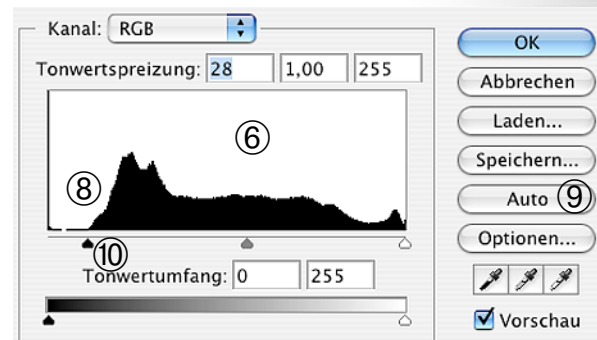 Kanal: RGB
OK
Tonwertspreizung: 28 1,00 255
Abbrechen
Laden...
⑥
Speichern...
⑧
Auto ⑨
Optionen...
⑩
Tonwertumfang: 0 255
Vorschau